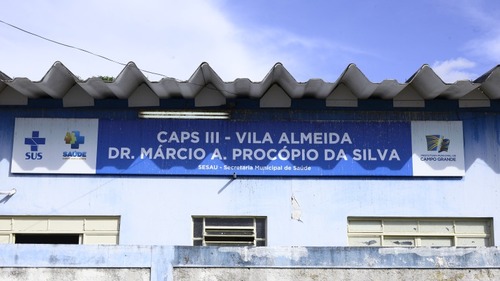 CAPS III - VILA ALMEIDA
DR. MÁRCIO A. PROCÓPIO DA SILVA
SESAU - Secretaria Municipal de Saúde
SUS
SAÚDE
CAMPO GRANDE